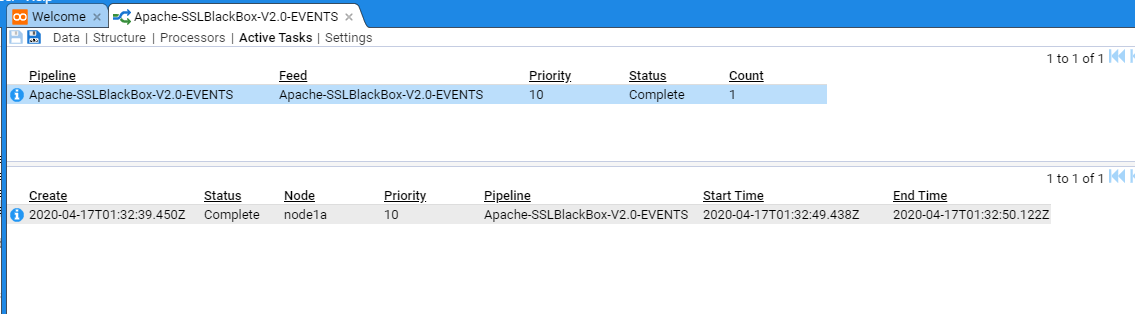 Welcome × Apache-SSLBlackBox-V2.0-EVENTS ×
Data | Structure | Processors | Active Tasks | Settings
1 to 1 of 1
Pipeline Feed Priority Status Count
Apache-SSLBlackBox-V2.0-EVENTS Apache-SSLBlackBox-V2.0-EVENTS 10 Complete 1
1 to 1 of 1
Create Status Node Priority Pipeline Start Time End Time
2020-04-17T01:32:39.450Z Complete node1a 10 Apache-SSLBlackBox-V2.0-EVENTS 2020-04-17T01:32:49.438Z 2020-04-17T01:32:50.122Z